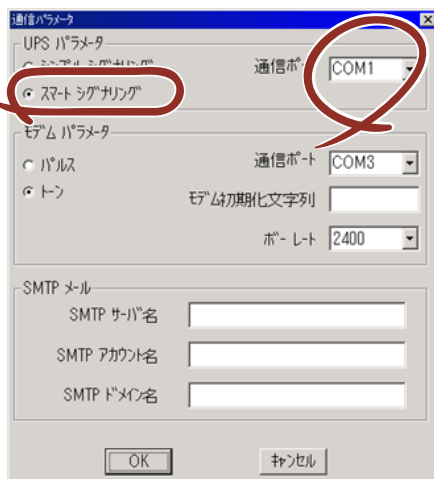 通信パラメータ
UPS パラメータ
シンプル シグナリング 通信ポ COM1
スマート シグナリング
モデム パラメータ
パルス 通信ポート COM3
トーン モデム初期化文字列
ボー レート 2400
SMTP メール
SMTP サーバ名
SMTP アカウント名
SMTP ドメイン名
OK キャンセル